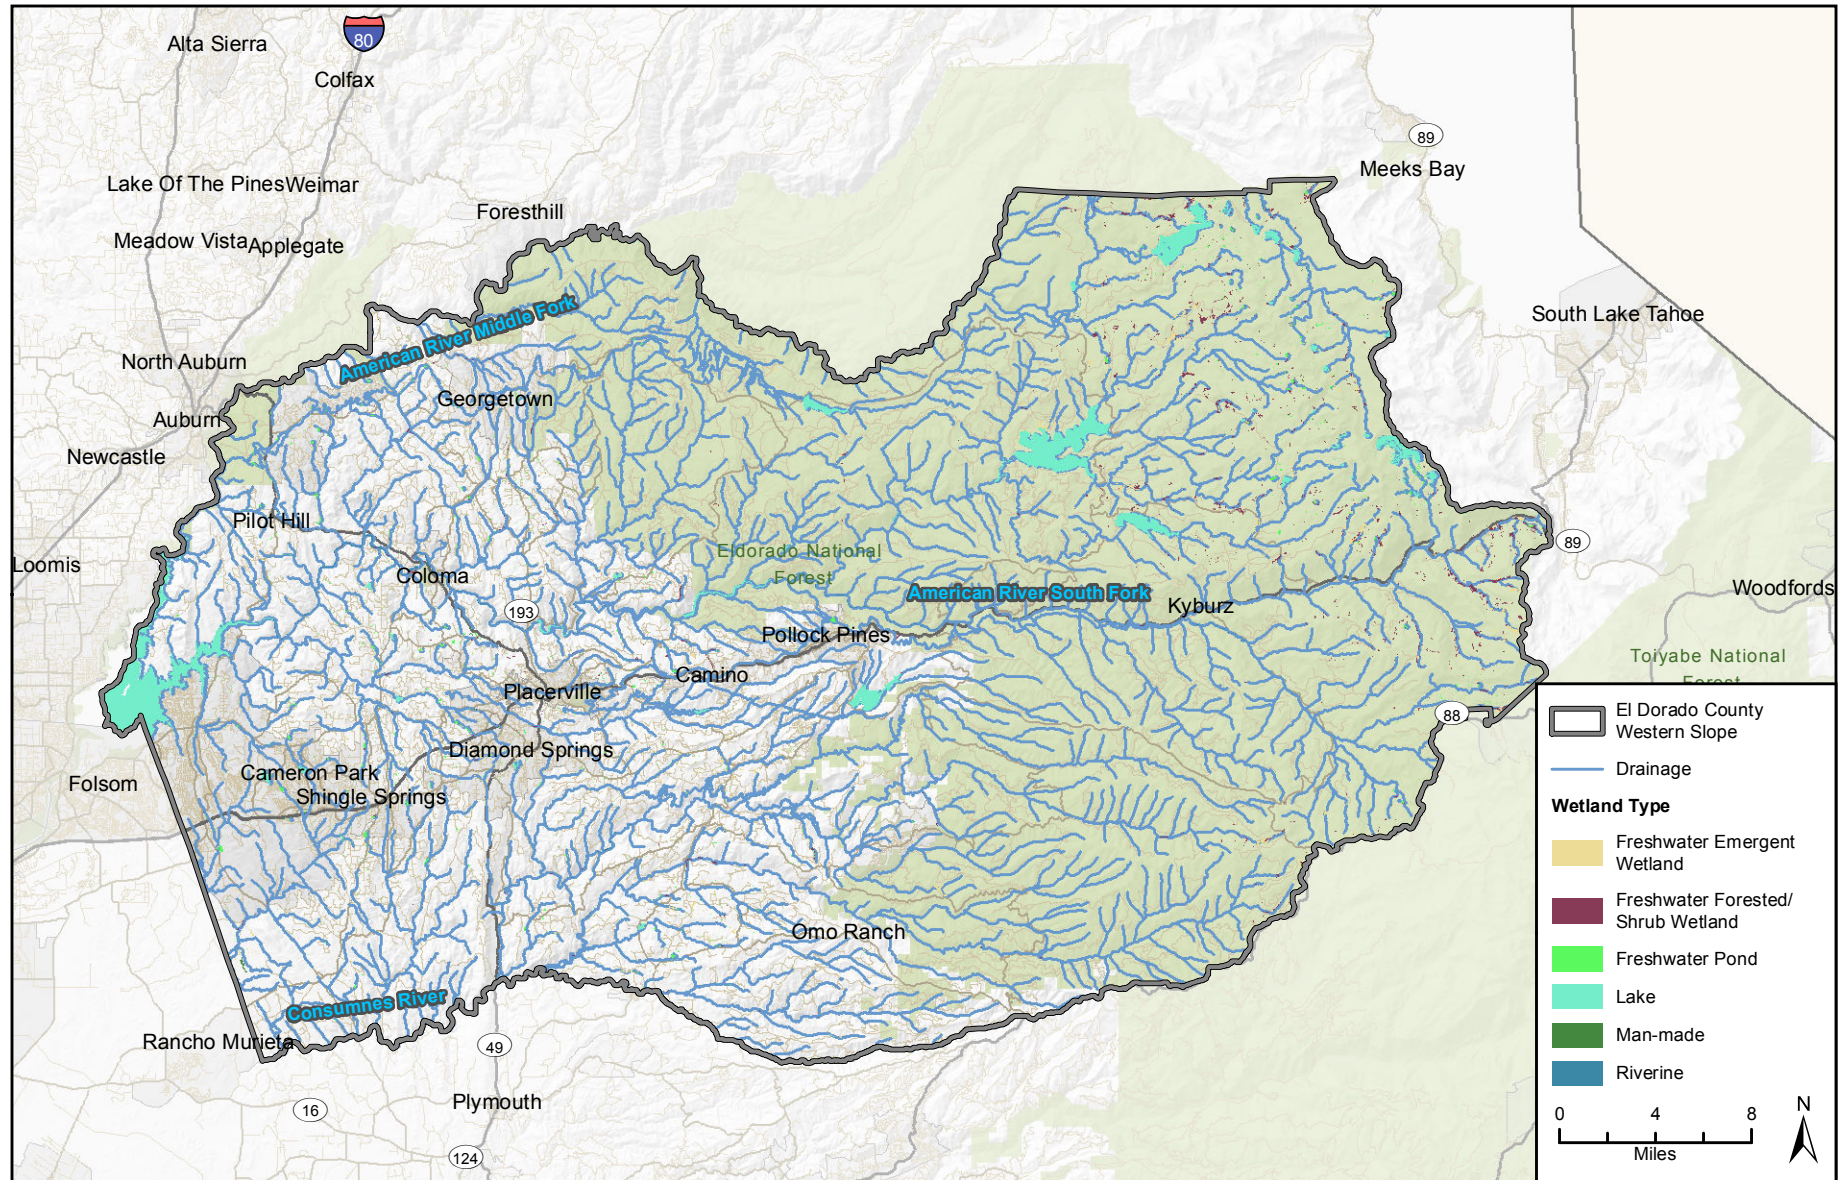 80
Alta Sierra
Colfax
89
Meeks Bay
Lake Of The Pines
Weimar
Foresthill
Meadow Vista
Applegate
American River Middle Fork
South Lake Tahoe
North Auburn
Georgetown
Auburn
Newcastle
Pilot Hill
Eldorado National
Forest
89
Loomis
Coloma
American River South Fork
Woodfords
193
Kyburz
Pollock Pines
Toiyabe National
Forest
Camino
Placerville
88
Diamond Springs
Cameron Park
Folsom
Shingle Springs
Omo Ranch
Consumnes River
Rancho Murieta
49
Plymouth
16
124
El Dorado County
Western Slope
Drainage
Wetland Type
Freshwater Emergent
Wetland
Freshwater Forested/
Shrub Wetland
Freshwater Pond
Lake
Man-made
Riverine
0 4 8
Miles
N